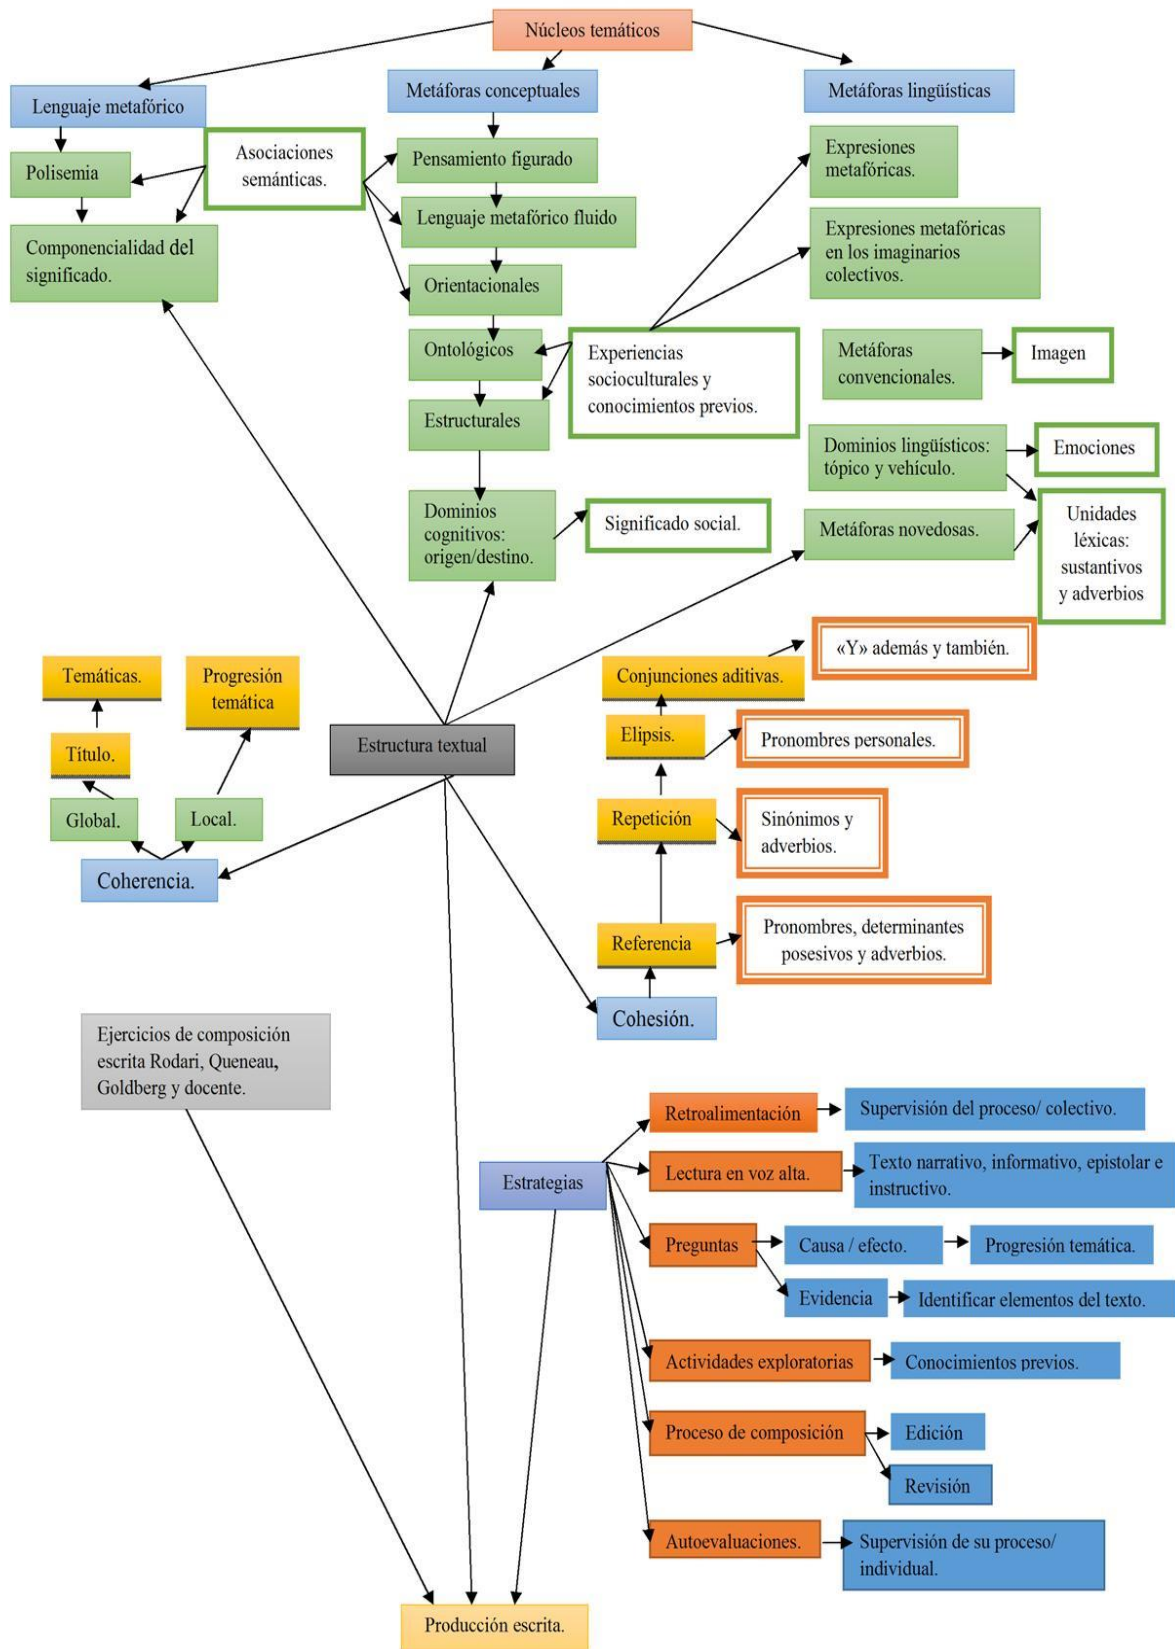 Núcleos temáticos
Lenguaje metafórico
Metáforas conceptuales
Metáforas lingüísticas
Polisemia
Asociaciones
semánticas.
Pensamiento figurado
Expresiones
metafóricas.
Componencialidad del
significado.
Lenguaje metafórico fluido
Expresiones metafóricas
en los imaginarios
colectivos.
Orientacionales
Ontológicos
Experiencias
socioculturales y
conocimientos previos.
Metáforas
convencionales.
Imagen
Estructurales
Dominios lingüísticos:
tópico y vehículo.
Emociones
Dominios
cognitivos:
origen/destino.
Significado social.
Metáforas novedosas.
Unidades
léxicas:
sustantivos
y adverbios
«Y» además y también.
Temáticas.
Progresión
temática
Conjunciones aditivas.
Título.
Estructura textual
Elipsis.
Pronombres personales.
Global.
Local.
Repetición
Sinónimos y
adverbios.
Coherencia.
Referencia
Pronombres, determinantes
posesivos y adverbios.
Cohesión.
Ejercicios de composición
escrita Rodari, Queneau,
Goldberg y docente.
Estrategias
Retroalimentación
Supervisión del proceso/ colectivo.
Lectura en voz alta.
Texto narrativo, informativo, epistolar e
instructivo.
Preguntas
Causa / efecto.
Progresión temática.
Evidencia
Identificar elementos del texto.
Actividades exploratorias
Conocimientos previos.
Proceso de composición
Edición
Revisión
Autoevaluaciones.
Supervisión de su proceso/
individual.
Producción escrita.